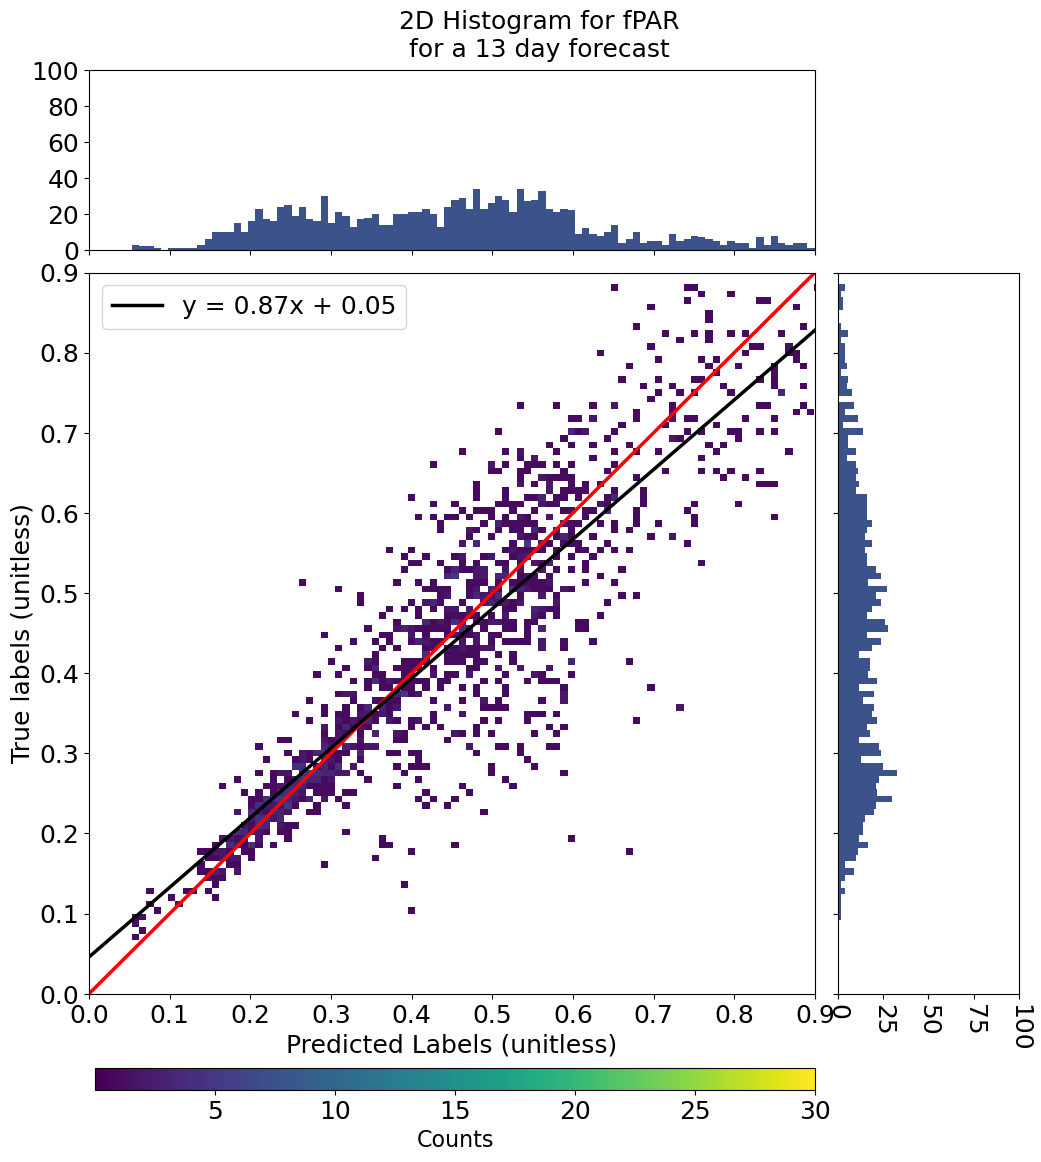 2D Histogram for fPAR
for a 13 day forecast
100
80
60
40
20
0
0.9
0.8
0.7
0.6
0.5
0.4
0.3
0.2
0.1
0.0
True labels (unitless)
y = 0.87x + 0.05
0.0 0.1 0.2 0.3 0.4 0.5 0.6 0.7 0.8 0.9
Predicted Labels (unitless)
0 25 50 75 100
5 10 15 20 25 30
Counts